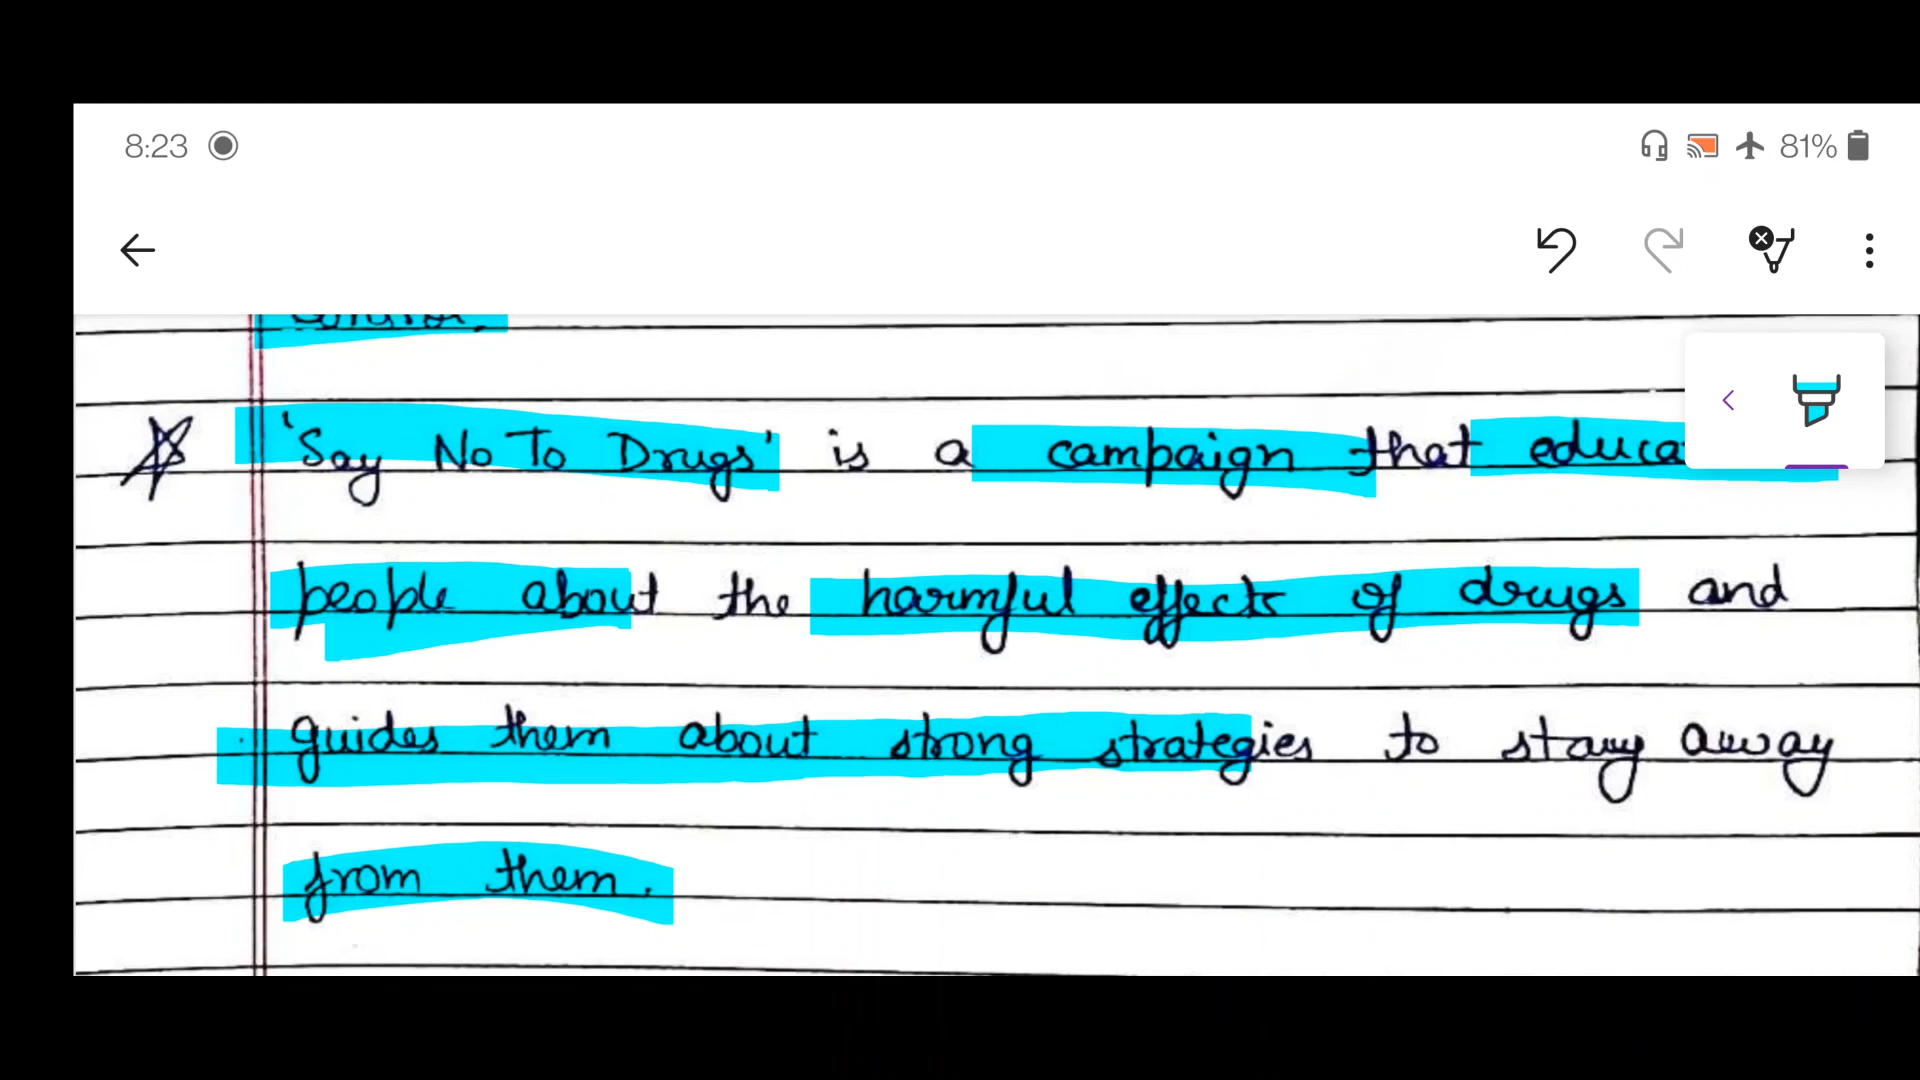 8:23 81%
'Say No To Drugs' is a campaign that educa
people about the harmful effects of drugs and
guides them about strong strategies to stay away
from them.